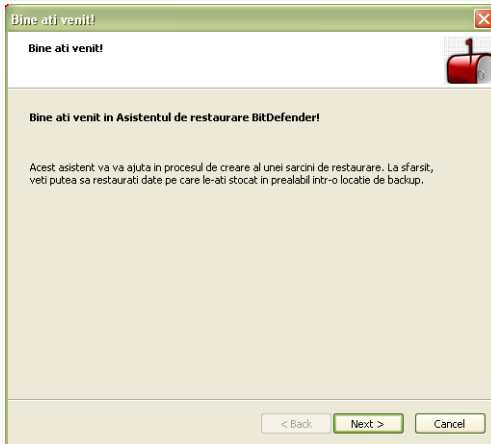 Bine ati venit!
Bine ati venit!
Bine ati venit in Asistentul de restaurare BitDefender!
Acest asistent va va ajuta in procesul de creare al unei sarcini de restaurare. La sfarsit,
veti putea sa restaurati date pe care le-ati stocat in prealabil intr-o locatie de backup.
< Back Next > Cancel